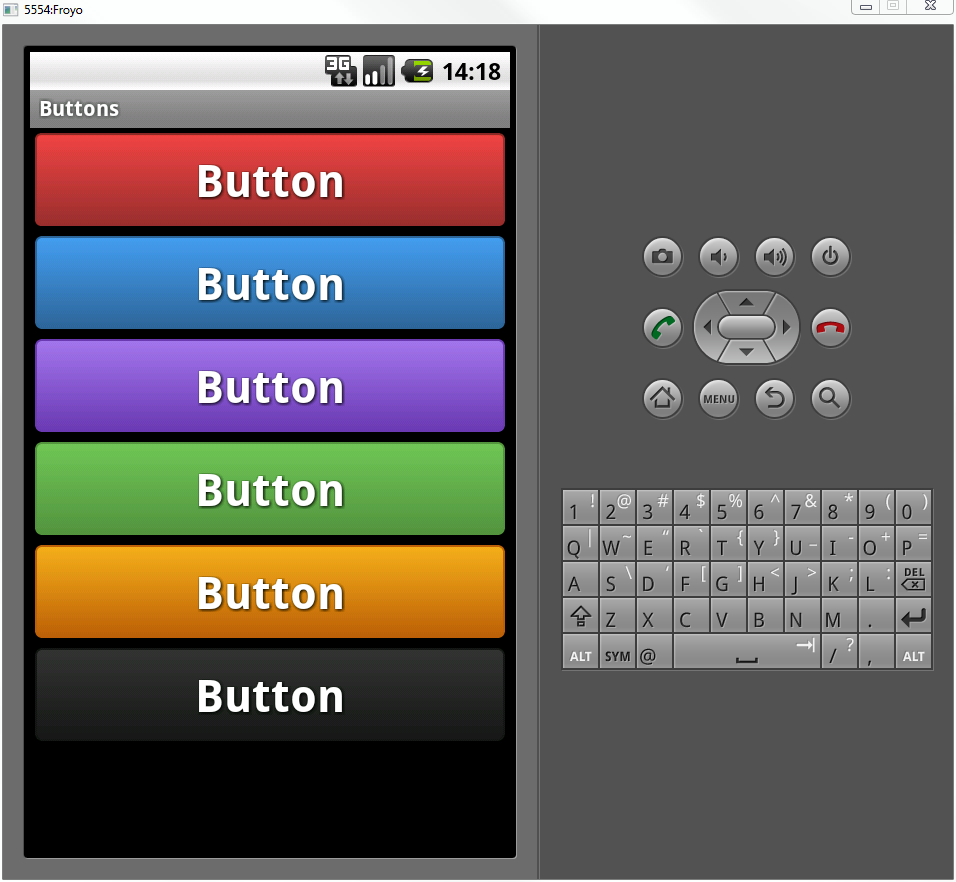 5554:Froyo
3G 14:18
Buttons
Button
Button
Button
Button
Button
Button
MENU
1 ! 2 @ 3 # 4 $ 5 % 6 ^ 7 & 8 * 9 ( 0 )
Q | W ~ E “ R ` T { Y } U _ I - O + P =
A S \ D ‘ F [ G ] H < J > K ; L : DEL
Z X C V B N M .
ALT SYM @ / ? , ALT